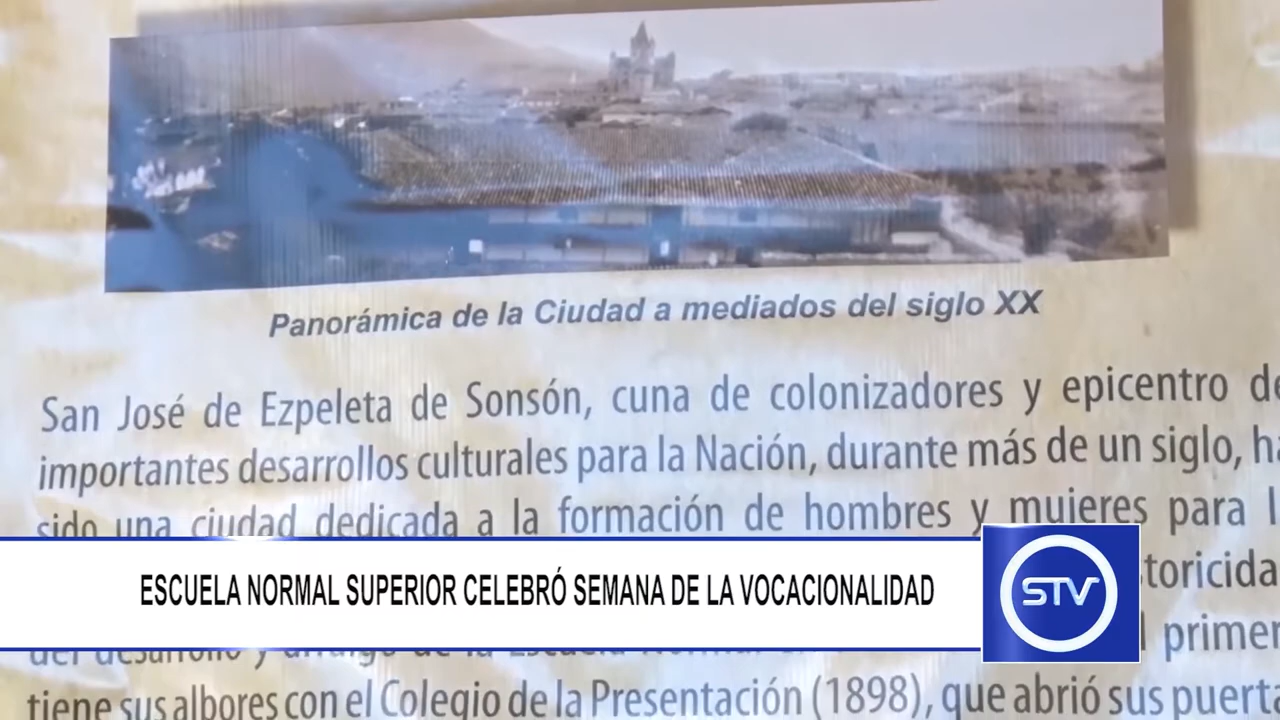 Panorámica de la Ciudad a mediados del siglo XX
San José de Ezpeleta de Sonsón, cuna de colonizadores y epicentro de
importantes desarrollos culturales para la Nación, durante más de un siglo, ha
sido una ciudad dedicada a la formación de hombres y mujeres para
ESCUELA NORMAL SUPERIOR CELEBRÓ SEMANA DE LA VOCACIONALIDAD
STV
toricida
primer
tiene sus albores con el Colegio de la Presentación (1898), que abrió sus puerta